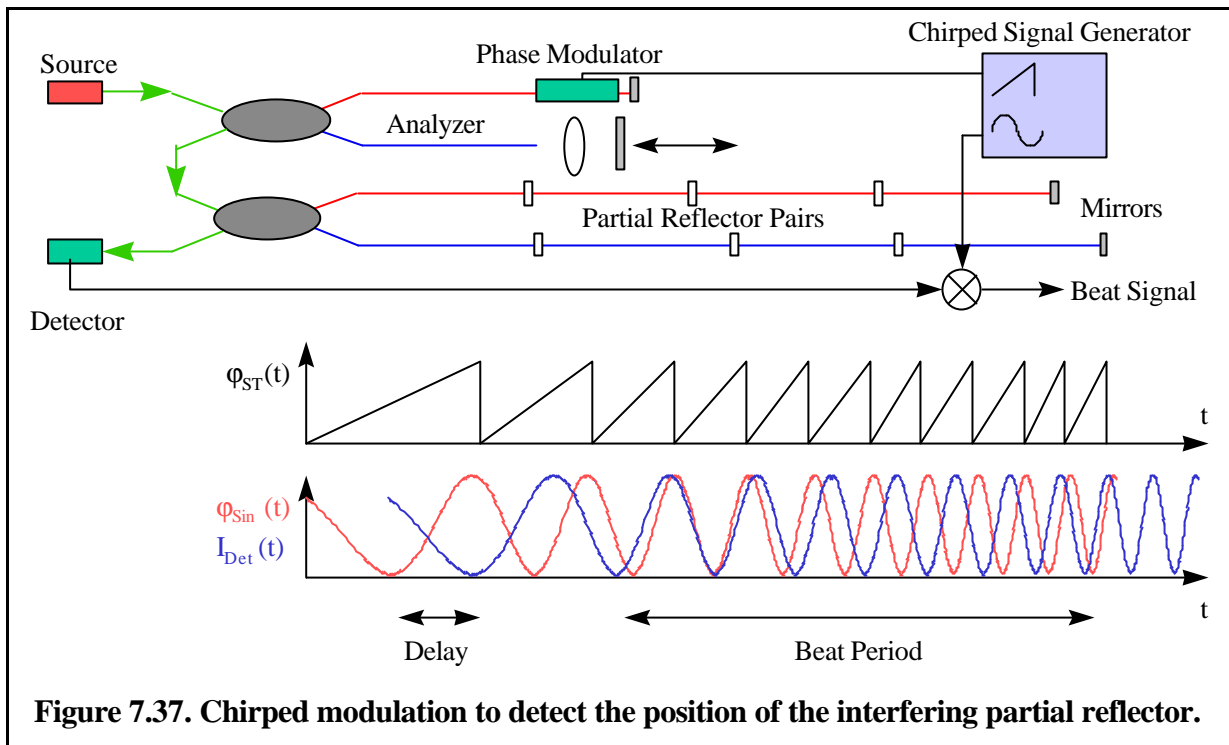 Chirped Signal Generator
Phase Modulator
Source
Analyzer
Partial Reflector Pairs
Mirrors
Beat Signal
Detector
φST(t)
t
φSin (t)
IDet (t)
t
Delay
Beat Period
Figure 7.37. Chirped modulation to detect the position of the interfering partial reflector.